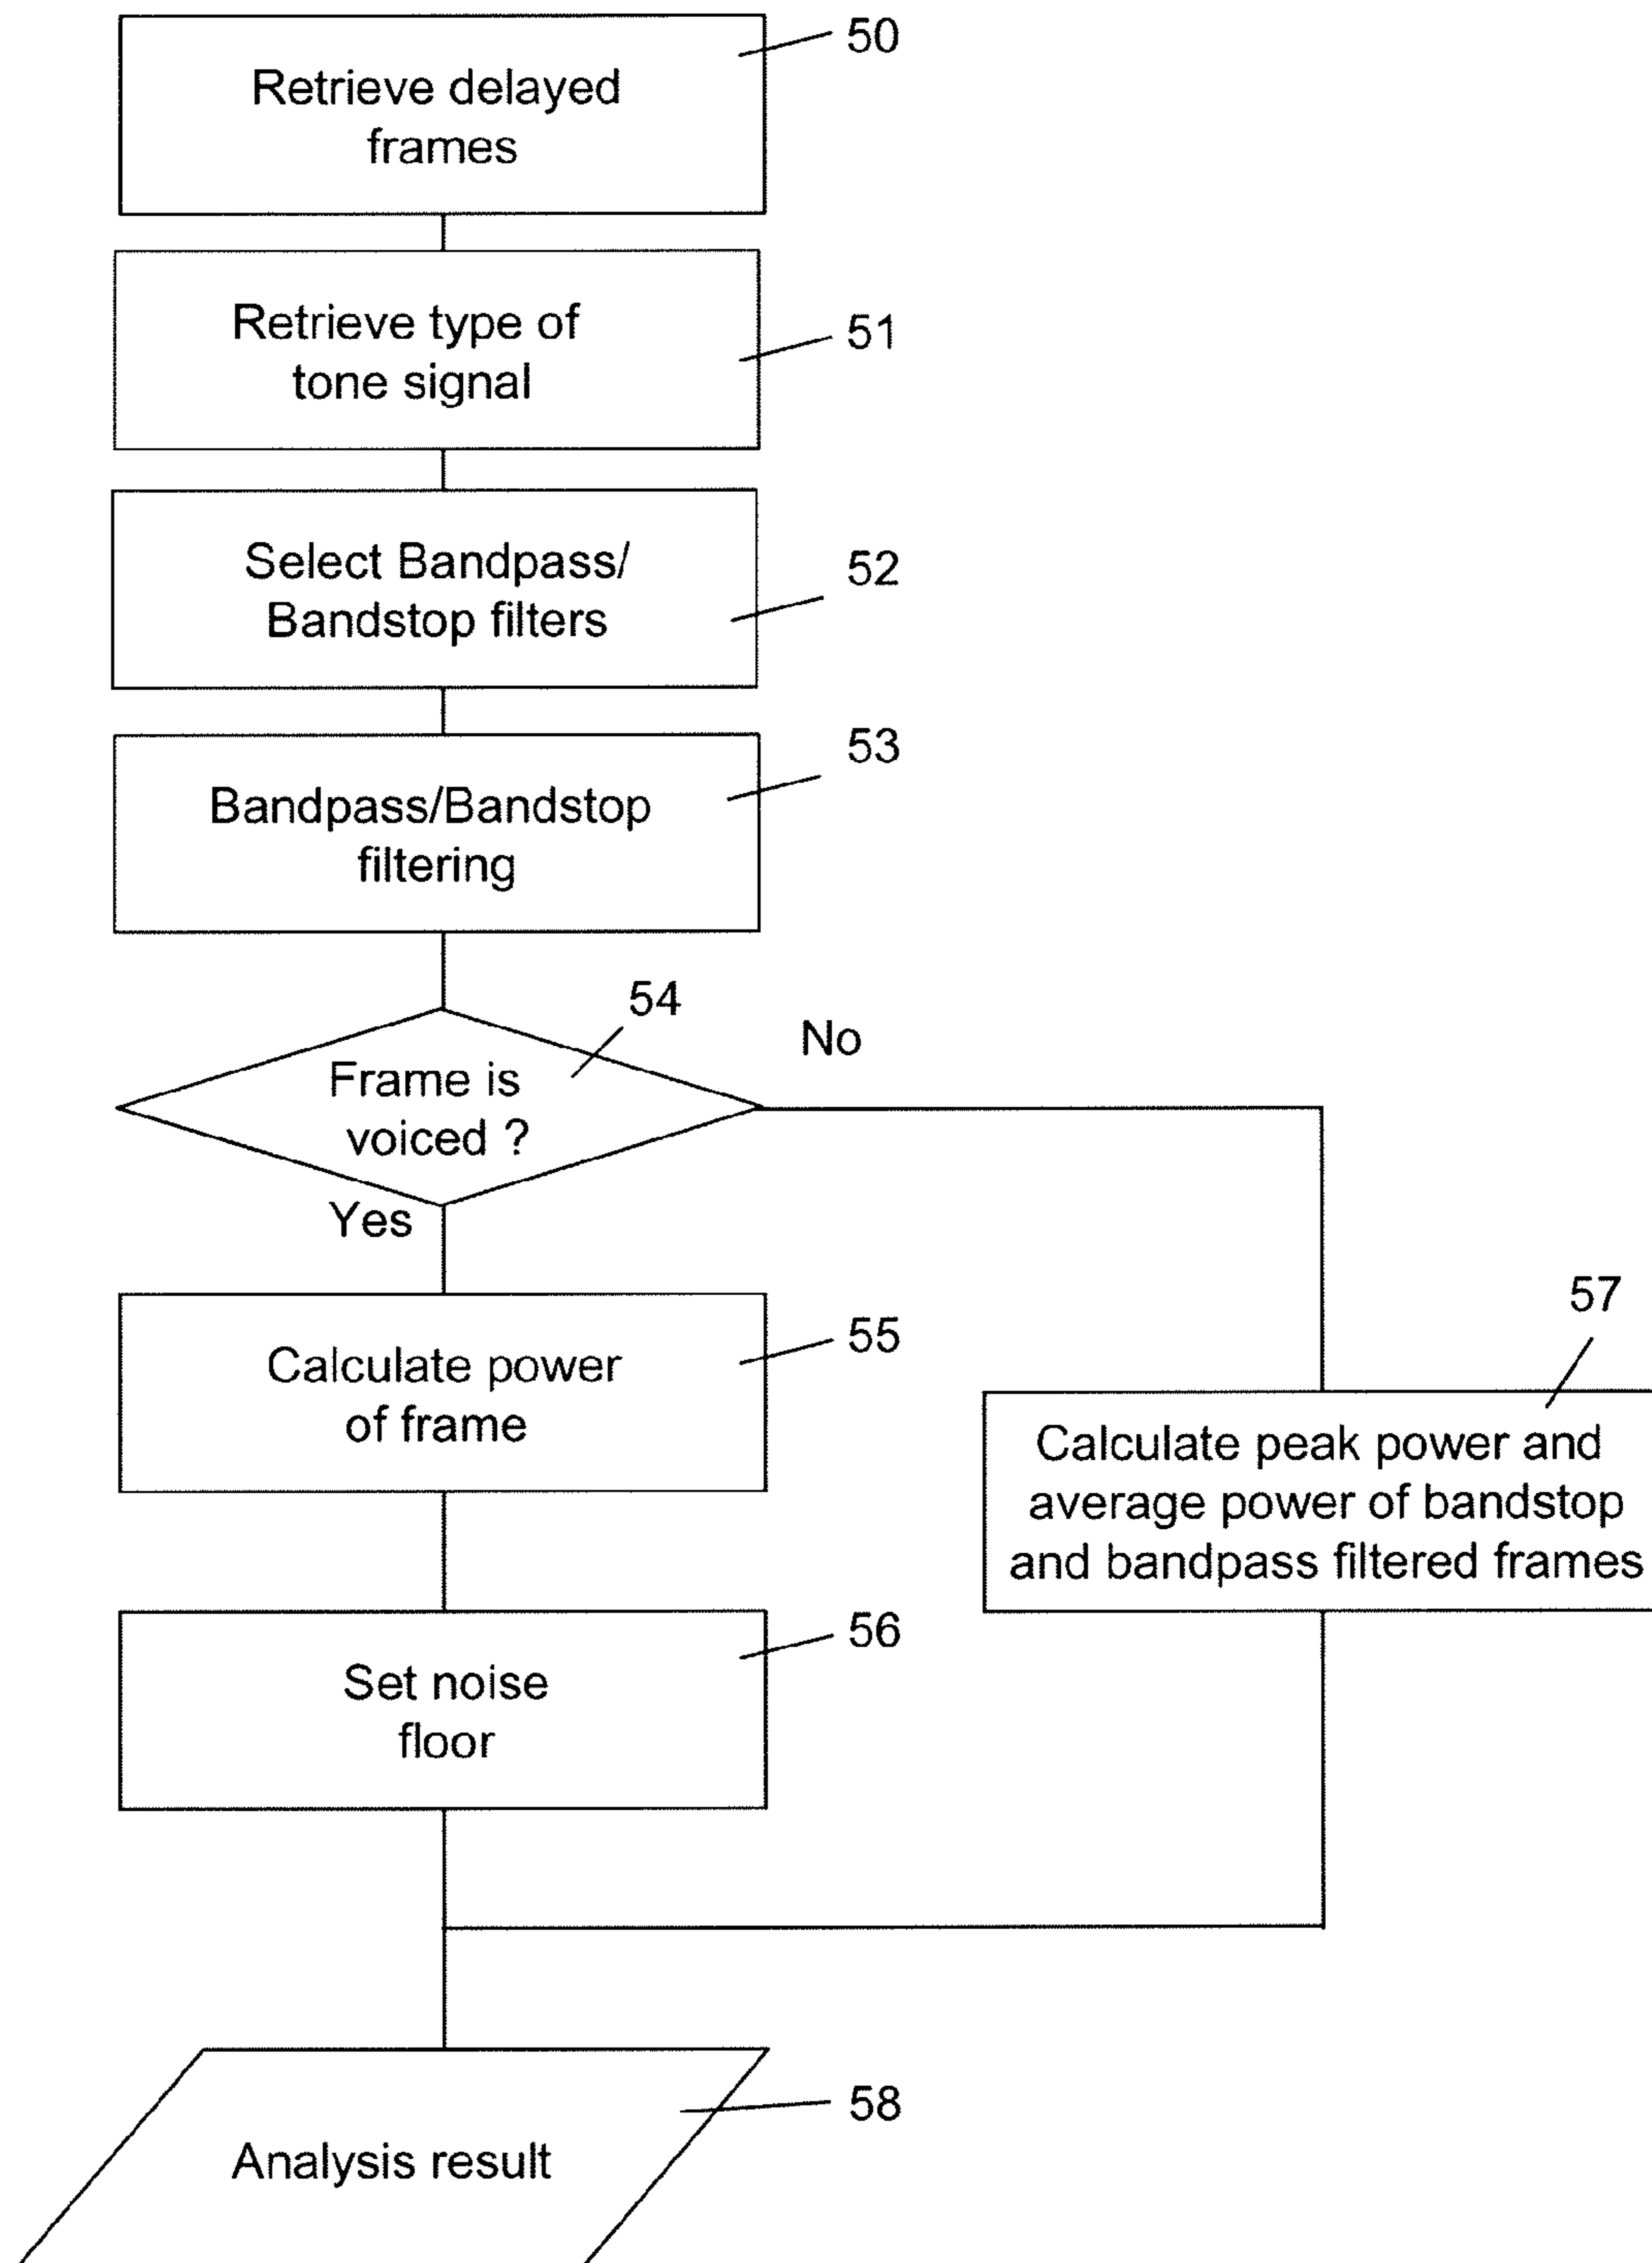 50
Retrieve delayed
frames
51
Retrieve type of
tone signal
52
Select Bandpass/
Bandstop filters
53
Bandpass/Bandstop
filtering
54
No
Frame is
voiced ?
Yes
55
Calculate power
of frame
57
Calculate peak power and
average power of bandstop
and bandpass filtered frames
56
Set noise
floor
58
Analysis result